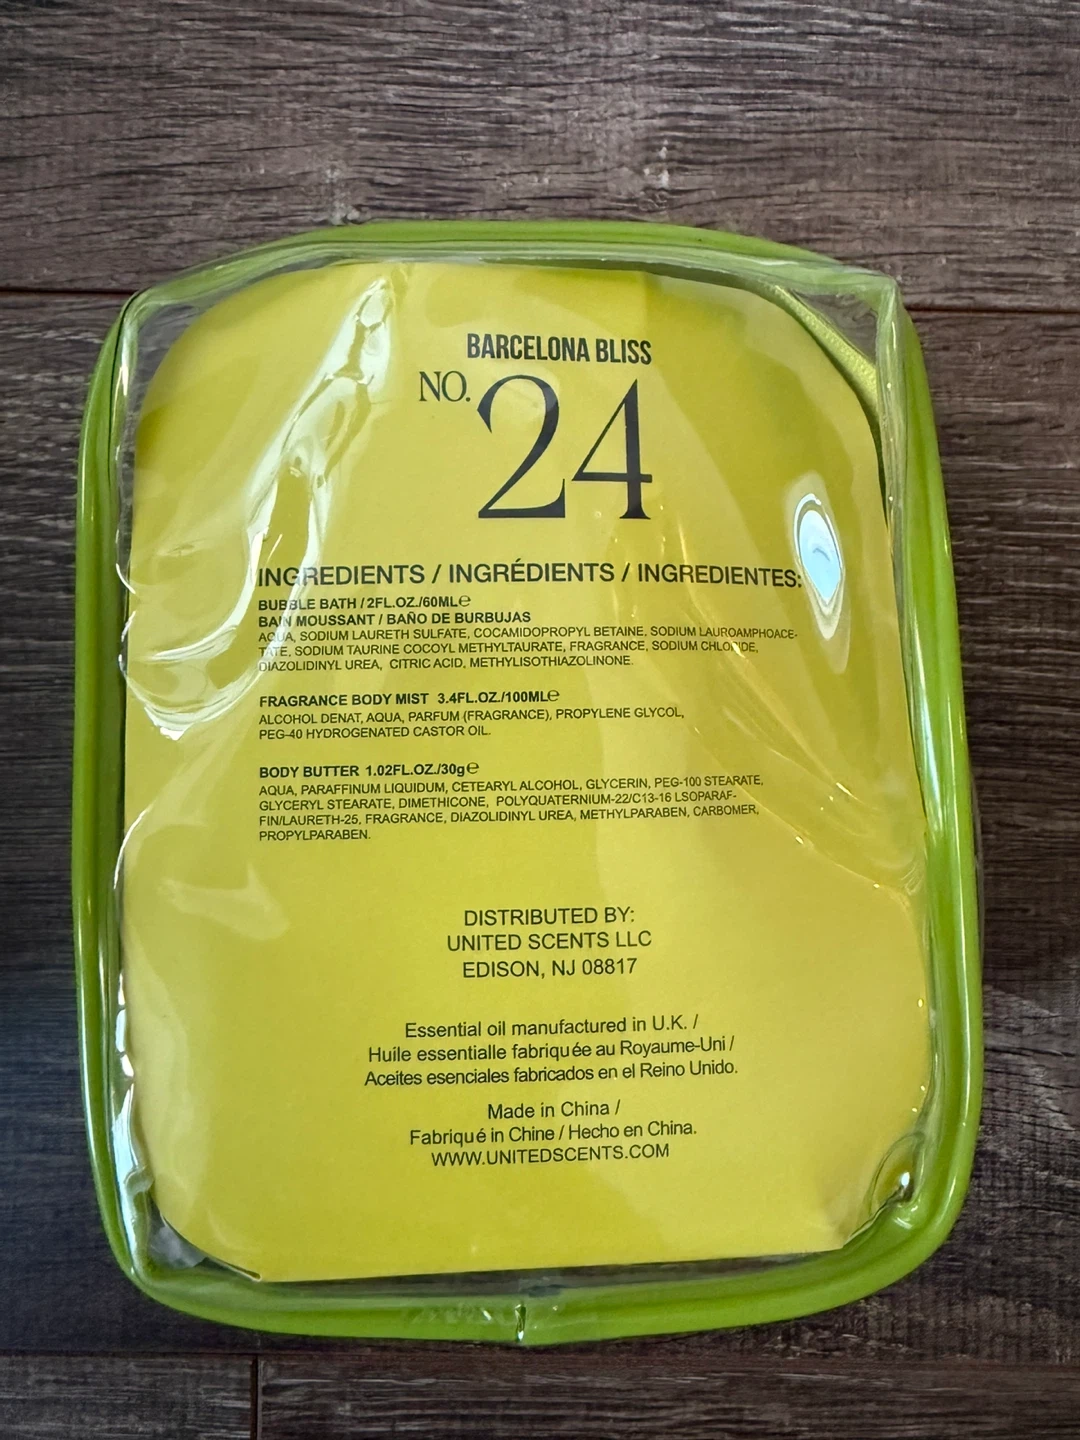 BARCELONA BLISS
NO. 24
INGREDIENTS / INGRÉDIENTS / INGREDIENTES:
BUBBLE BATH / 2FL.OZ./60ML℮
BAIN MOUSSANT / BAÑO DE BURBUJAS
AQUA, SODIUM LAURETH SULFATE, COCAMIDOPROPYL BETAINE, SODIUM LAUROAMPHOACE-
TATE, SODIUM TAURINE COCOYL METHYLTAURATE, FRAGRANCE, SODIUM CHLORIDE,
DIAZOLIDINYL UREA, CITRIC ACID, METHYLISOTHIAZOLINONE.
FRAGRANCE BODY MIST 3.4FL.OZ./100ML℮
ALCOHOL DENAT, AQUA, PARFUM (FRAGRANCE), PROPYLENE GLYCOL,
PEG-40 HYDROGENATED CASTOR OIL.
BODY BUTTER 1.02FL.OZ./30g℮
AQUA, PARAFFINUM LIQUIDUM, CETEARYL ALCOHOL, GLYCERIN, PEG-100 STEARATE,
GLYCERYL STEARATE, DIMETHICONE, POLYQUATERNIUM-22/C13-16 LSOPARAF-
FIN/LAURETH-25, FRAGRANCE, DIAZOLIDINYL UREA, METHYLPARABEN, CARBOMER,
PROPYLPARABEN.
DISTRIBUTED BY:
UNITED SCENTS LLC
EDISON, NJ 08817
Essential oil manufactured in U.K. /
Huile essentialle fabriquée au Royaume-Uni /
Aceites esenciales fabricados en el Reino Unido.
Made in China /
Fabriqué in Chine / Hecho en China.
WWW.UNITEDSCENTS.COM